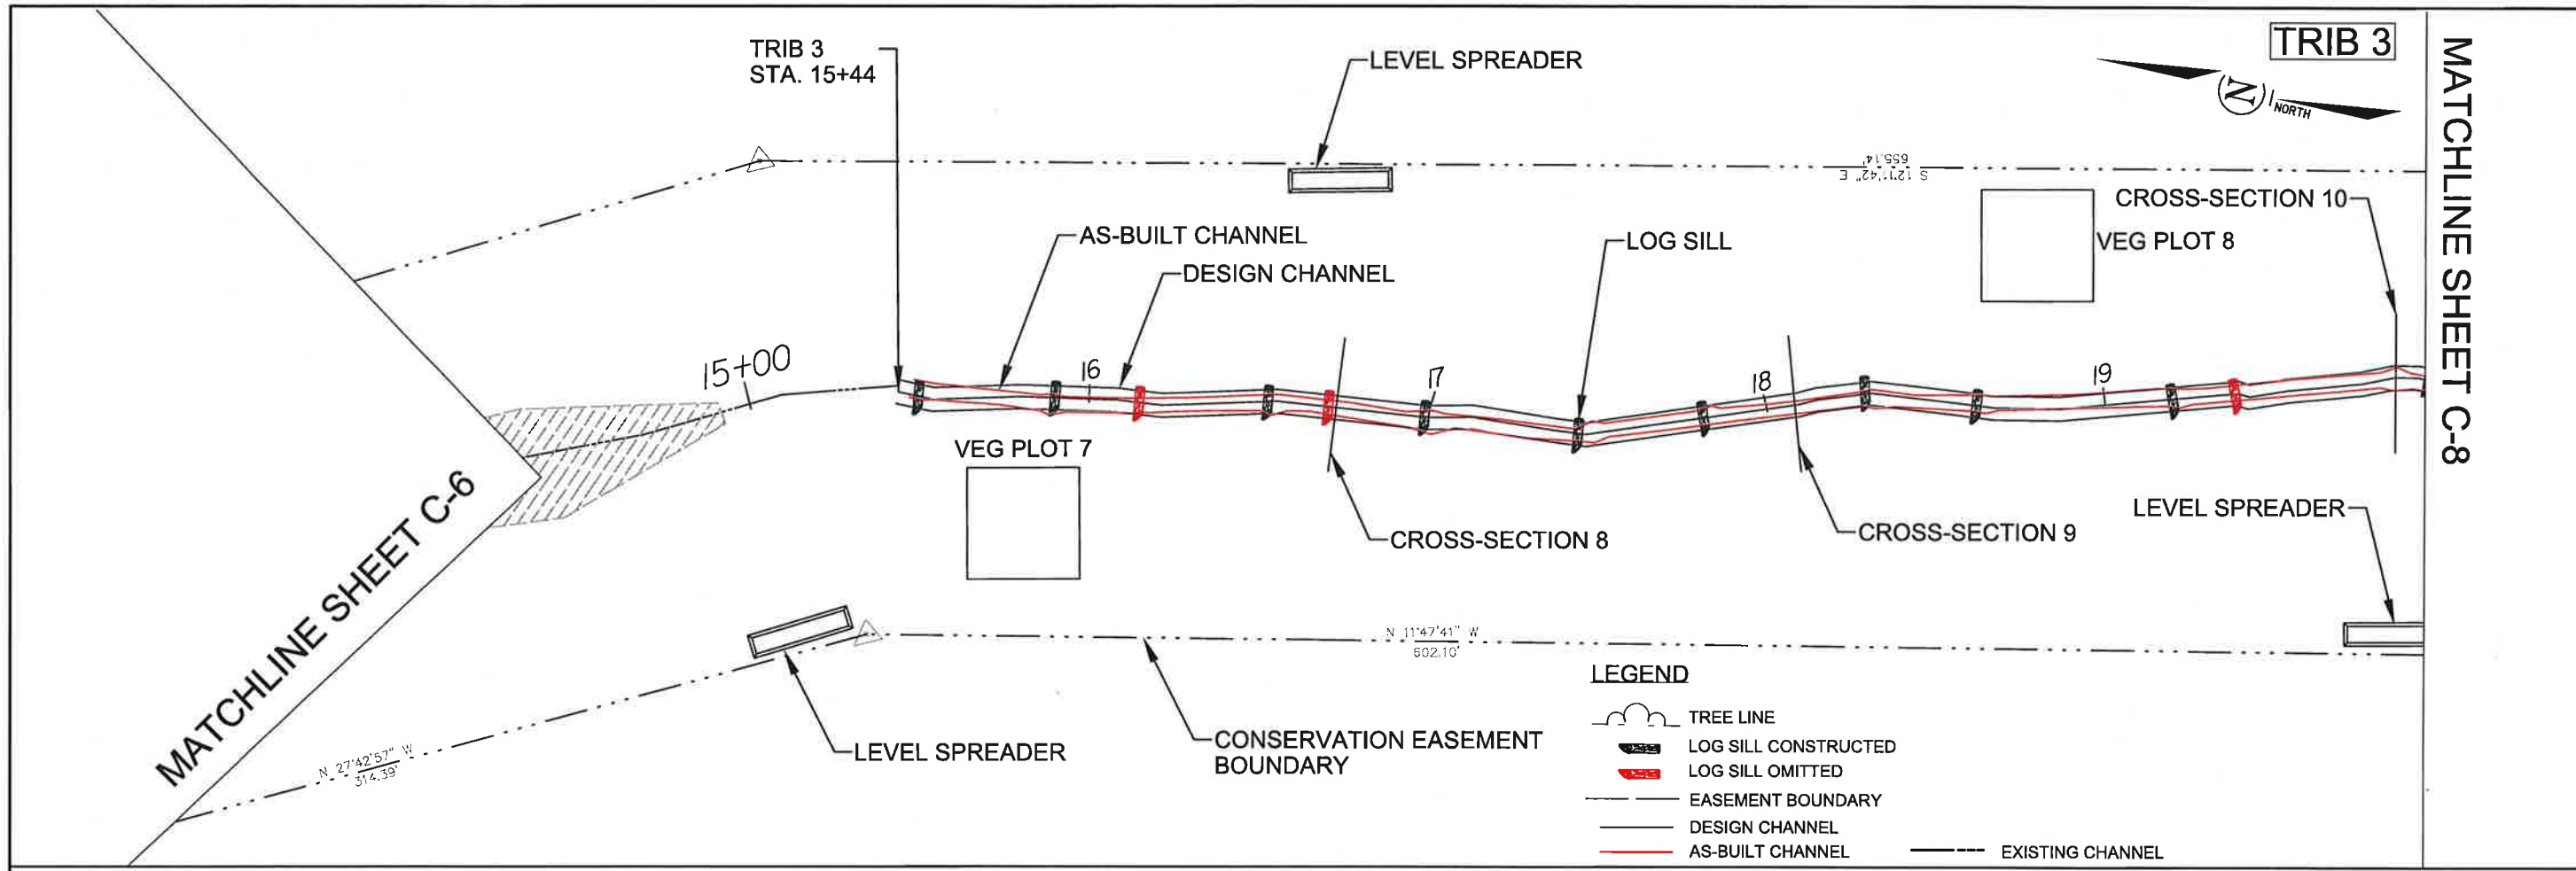 TRIB 3
STA. 15+44
LEVEL SPREADER
TRIB 3
N
NORTH
MATCHLINE SHEET C-8
S 12°11'42" E
655.14'
CROSS-SECTION 10
VEG PLOT 8
AS-BUILT CHANNEL
DESIGN CHANNEL
LOG SILL
15+00
16
17
18
19
VEG PLOT 7
MATCHLINE SHEET C-6
CROSS-SECTION 8
CROSS-SECTION 9
LEVEL SPREADER
N 11°47'41" W
602.10'
N 27°42'57" W
314.39'
LEVEL SPREADER
CONSERVATION EASEMENT
BOUNDARY
LEGEND
TREE LINE
LOG SILL CONSTRUCTED
LOG SILL OMITTED
EASEMENT BOUNDARY
DESIGN CHANNEL
AS-BUILT CHANNEL
EXISTING CHANNEL